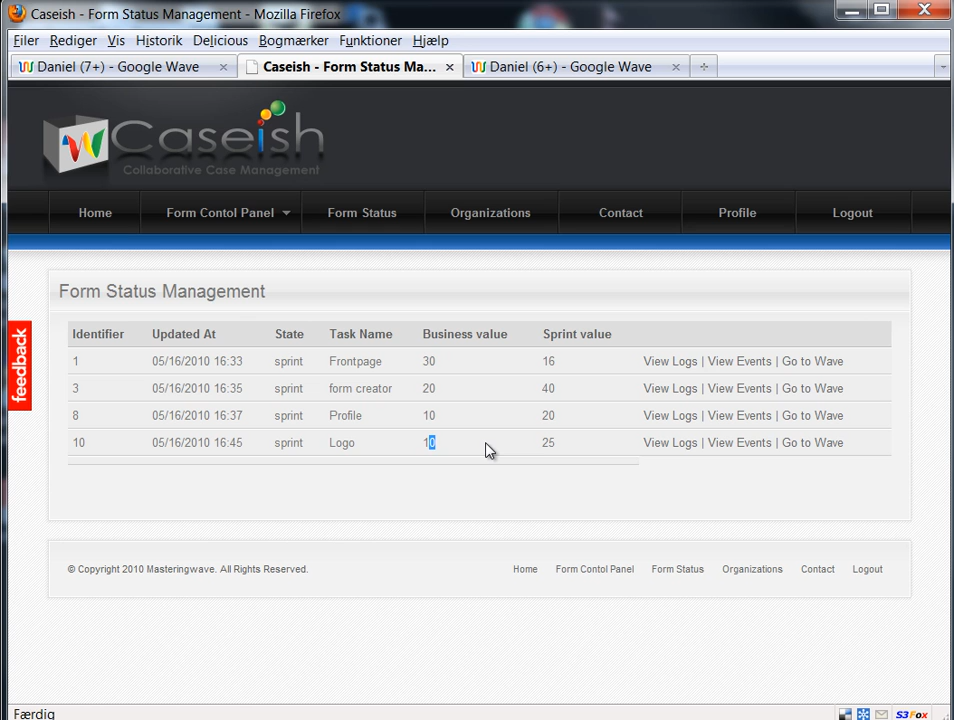 Caseish - Form Status Management - Mozilla Firefox
Filer Rediger Vis Historik Delicious Bogmærker Funktioner Hjælp
Daniel (7+) - Google Wave Caseish - Form Status Ma... Daniel (6+) - Google Wave
Caseish
Collaborative Case Management
Home Form Contol Panel Form Status Organizations Contact Profile Logout
Form Status Management
feedback
Identifier Updated At State Task Name Business value Sprint value
1 05/16/2010 16:33 sprint Frontpage 30 16 View Logs | View Events | Go to Wave
3 05/16/2010 16:35 sprint form creator 20 40 View Logs | View Events | Go to Wave
8 05/16/2010 16:37 sprint Profile 10 20 View Logs | View Events | Go to Wave
10 05/16/2010 16:45 sprint Logo 10 25 View Logs | View Events | Go to Wave
© Copyright 2010 Masteringwave. All Rights Reserved. Home Form Contol Panel Form Status Organizations Contact Logout
Færdig S3Fox